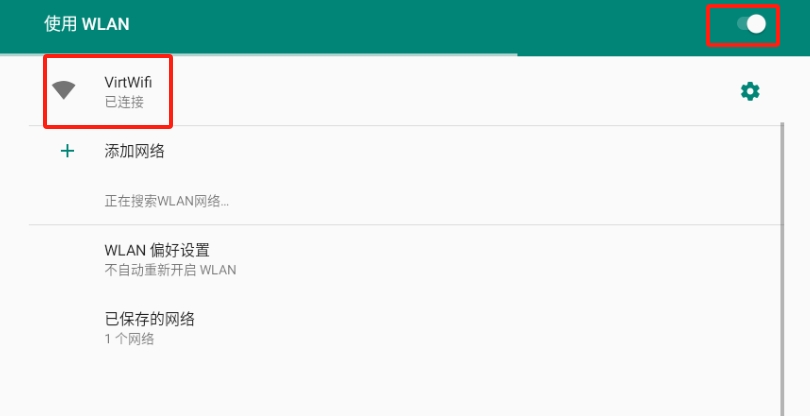 使用 WLAN
VirtWifi
已连接
添加网络
正在搜索WLAN网络...
WLAN 偏好设置
不自动重新开启 WLAN
已保存的网络
1 个网络